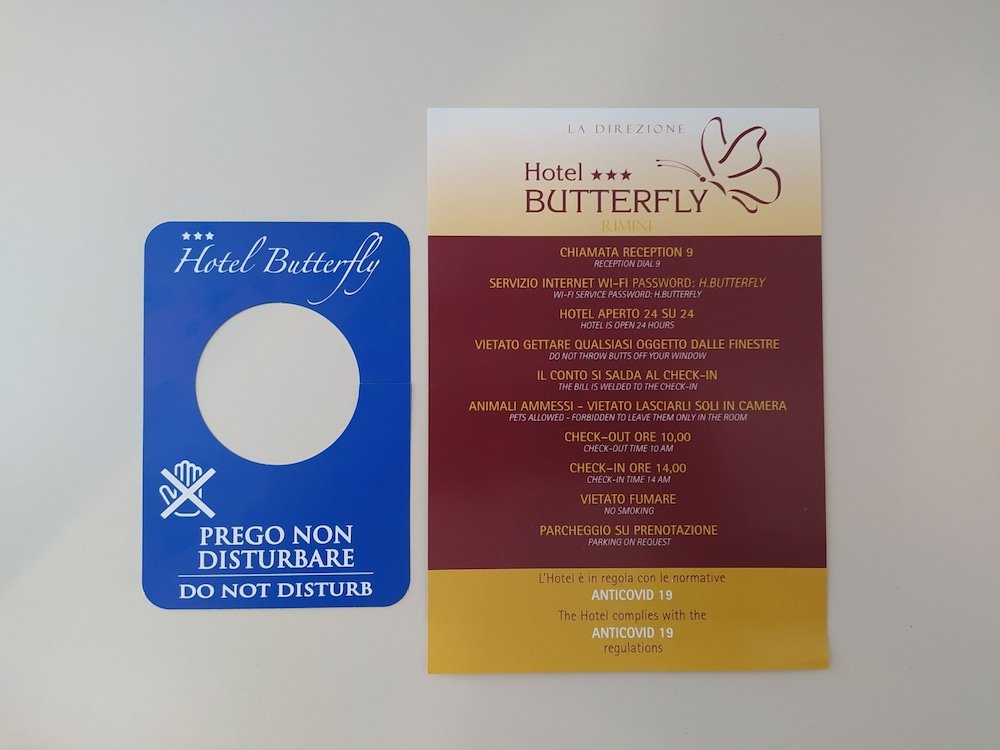 ★★★
Hotel Butterfly
PREGO NON
DISTURBARE
DO NOT DISTURB
LA DIREZIONE
Hotel ★★★
BUTTERFLY
RIMINI
CHIAMATA RECEPTION 9
RECEPTION DIAL 9
SERVIZIO INTERNET WI-FI PASSWORD: H.BUTTERFLY
WI-FI SERVICE PASSWORD: H.BUTTERFLY
HOTEL APERTO 24 SU 24
HOTEL IS OPEN 24 HOURS
VIETATO GETTARE QUALSIASI OGGETTO DALLE FINESTRE
DO NOT THROW BUTTS OFF YOUR WINDOW
IL CONTO SI SALDA AL CHECK-IN
THE BILL IS WELDED TO THE CHECK-IN
ANIMALI AMMESSI - VIETATO LASCIARLI SOLI IN CAMERA
PETS ALLOWED - FORBIDDEN TO LEAVE THEM ONLY IN THE ROOM
CHECK-OUT ORE 10,00
CHECK-OUT TIME 10 AM
CHECK-IN ORE 14,00
CHECK-IN TIME 14 AM
VIETATO FUMARE
NO SMOKING
PARCHEGGIO SU PRENOTAZIONE
PARKING ON REQUEST
L'Hotel è in regola con le normative
ANTICOVID 19
The Hotel complies with the
ANTICOVID 19
regulations